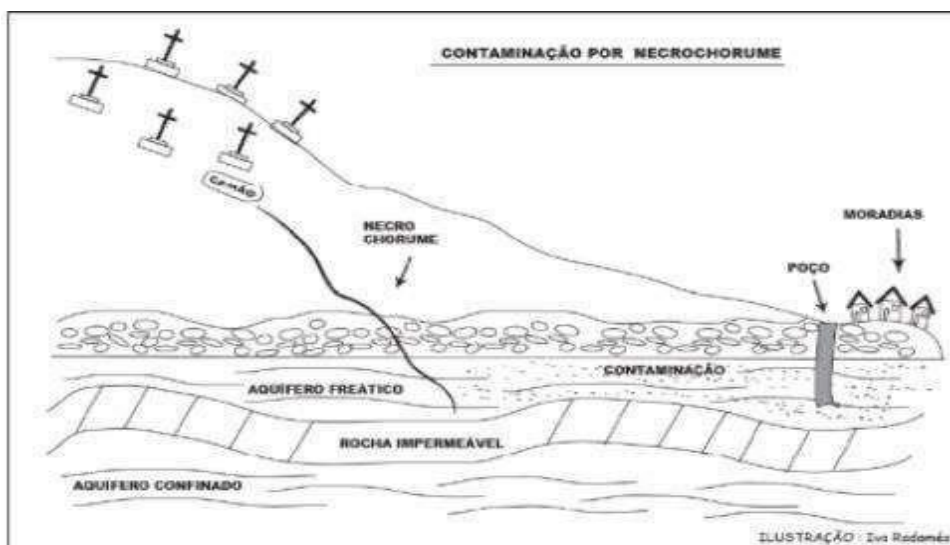 CONTAMINAÇÃO POR NECROCHORUME
CAIXÃO
NECRO
CHORUME
MORADIAS
POÇO
CONTAMINAÇÃO
AQUÍFERO FREÁTICO
ROCHA IMPERMEÁVEL
AQUÍFERO CONFINADO
ILUSTRAÇÃO : Iva Radamés